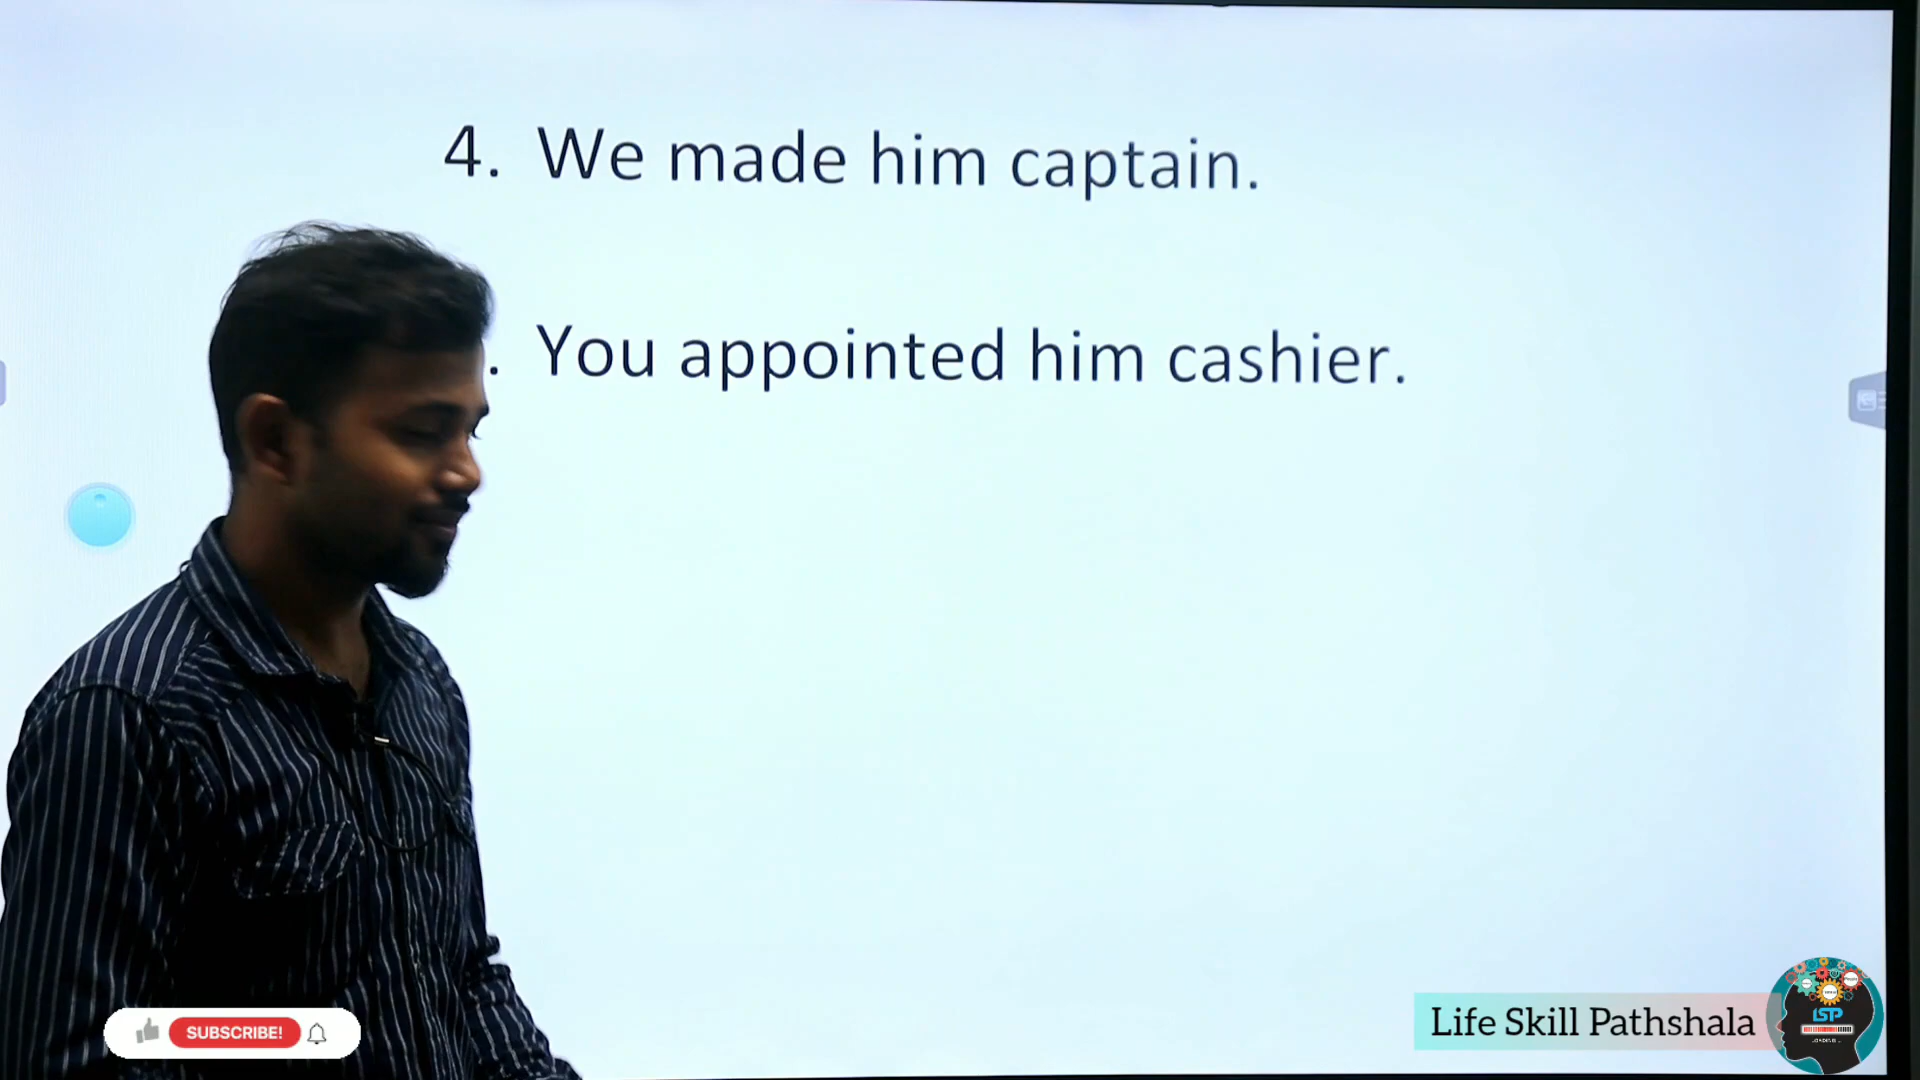 4. We made him captain.
. You appointed him cashier.
SUBSCRIBE!
Life Skill Pathshala
LSP